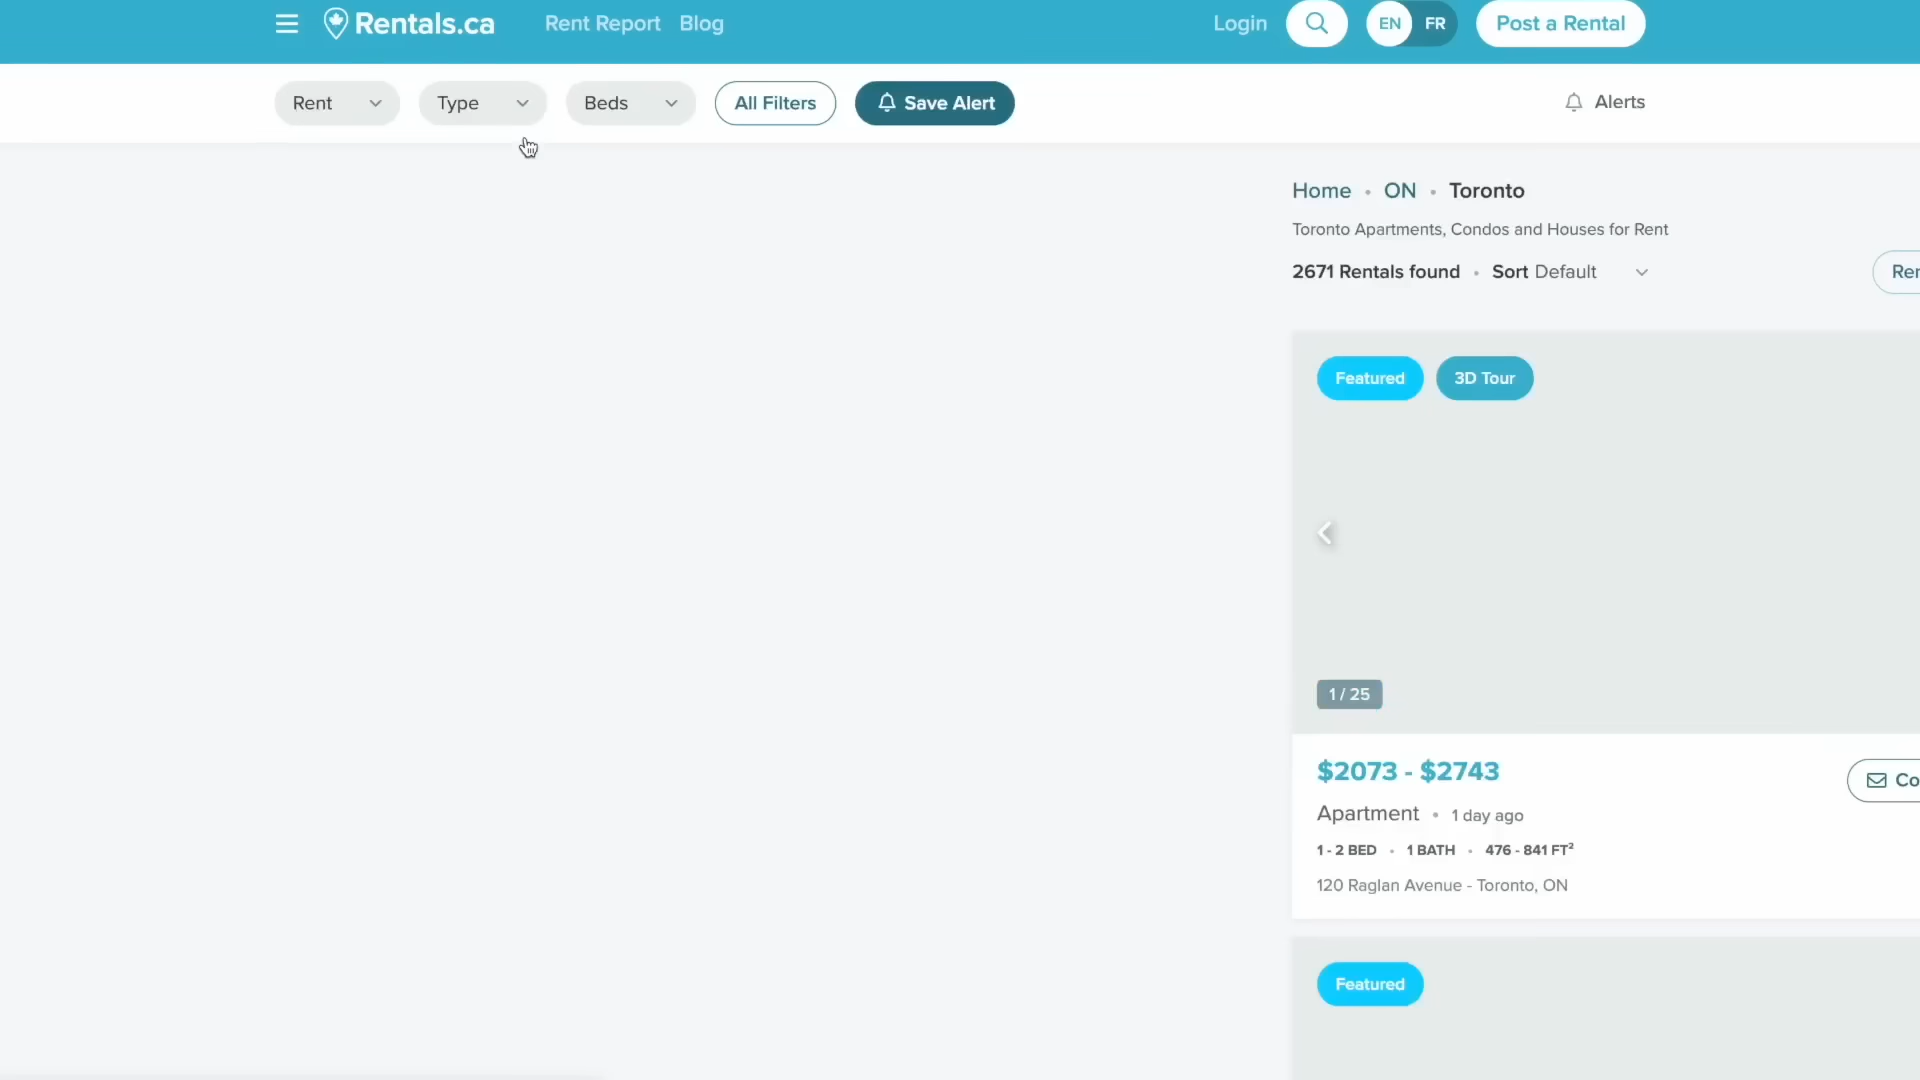 Rentals.ca Rent Report Blog Login EN FR Post a Rental
Rent Type Beds All Filters Save Alert Alerts
Home • ON • Toronto
Toronto Apartments, Condos and Houses for Rent
2671 Rentals found • Sort Default
Featured 3D Tour
1 / 25
$2073 - $2743
Apartment • 1 day ago
1 - 2 BED • 1 BATH • 476 - 841 FT²
120 Raglan Avenue - Toronto, ON
Featured